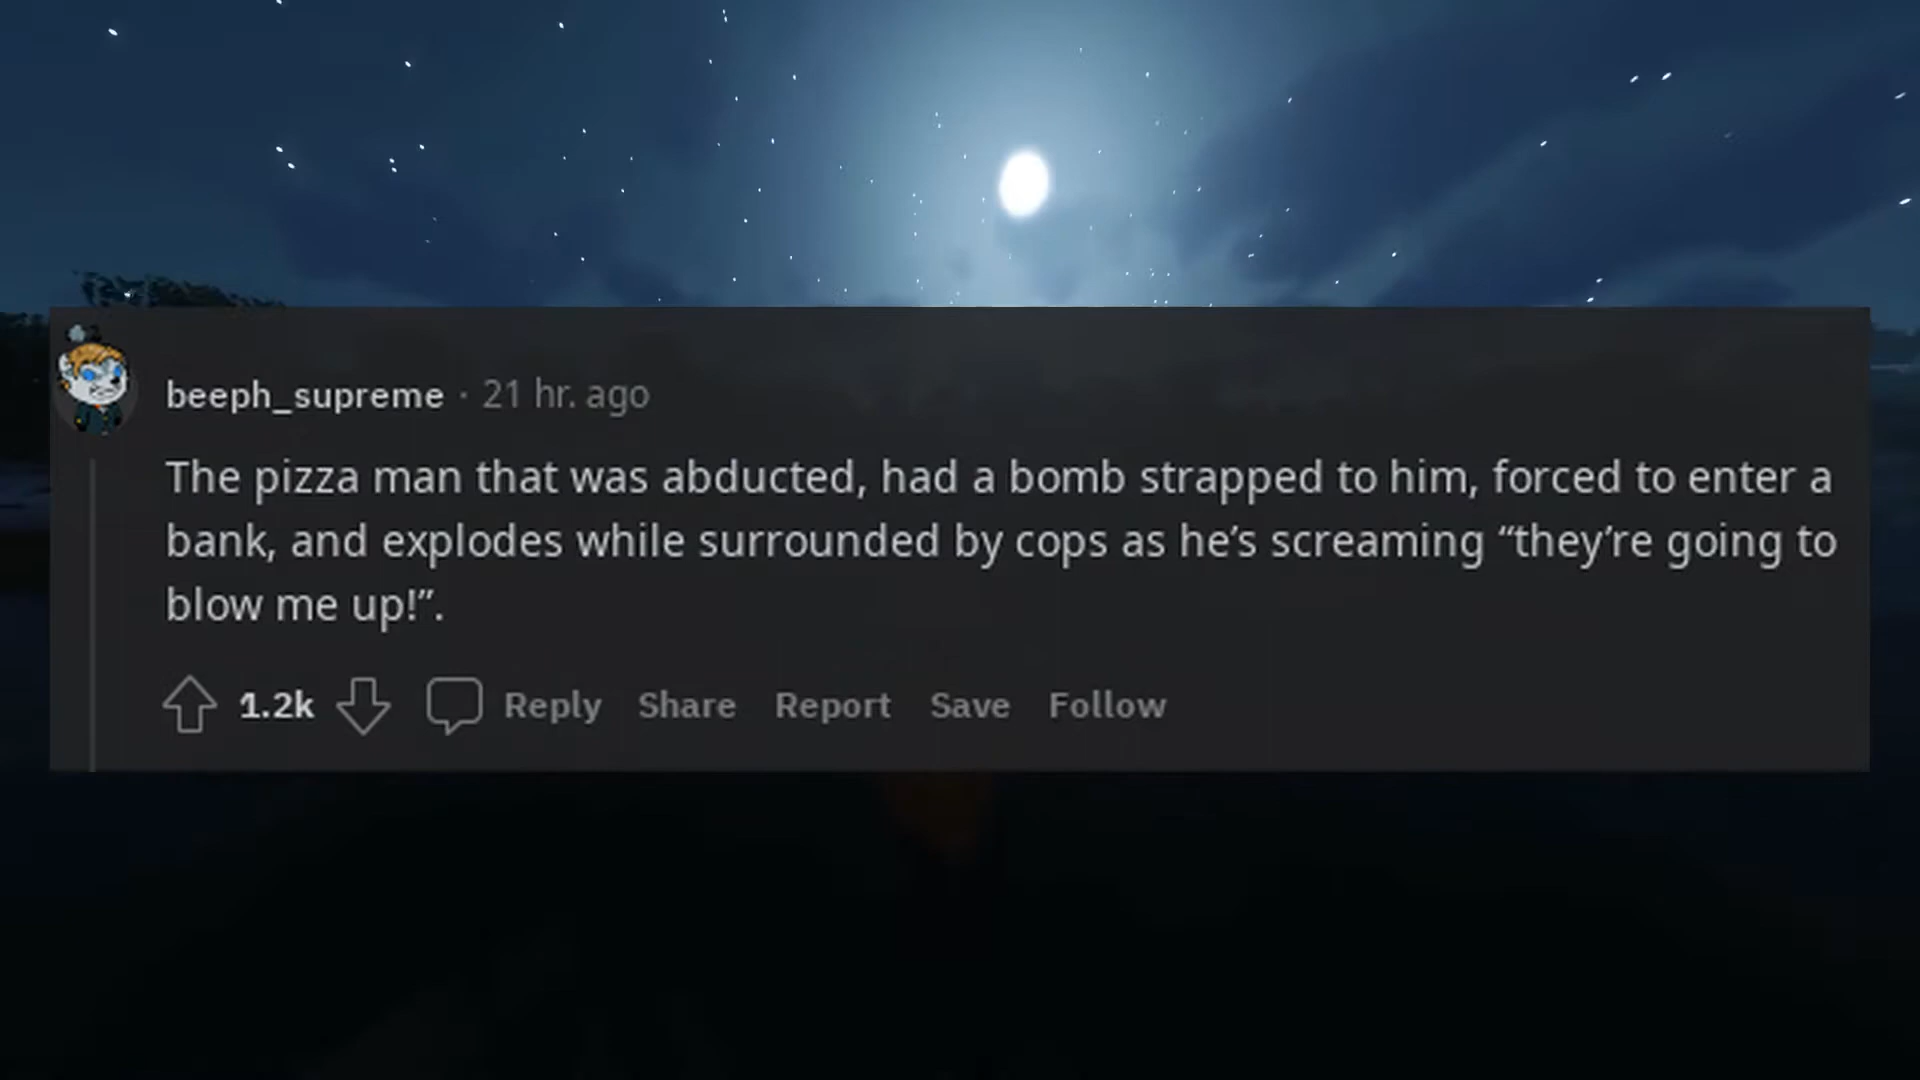 beeph_supreme · 21 hr. ago
The pizza man that was abducted, had a bomb strapped to him, forced to enter a
bank, and explodes while surrounded by cops as he’s screaming “they’re going to
blow me up!”.
1.2k Reply Share Report Save Follow